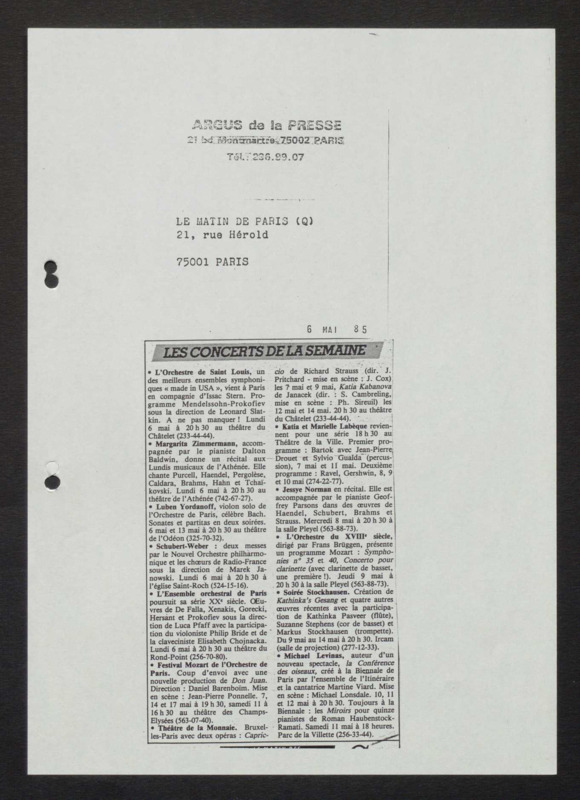 ARGUS de la PRESSE
21 bd Montmartre 75002 PARIS
Tél. 296.99.07
LE MATIN DE PARIS (Q)
21, rue Hérold
75001 PARIS
6 MAI 85
LES CONCERTS DE LA SEMAINE
• L'Orchestre de Saint Louis, un
des meilleurs ensembles symphoni-
ques « made in USA », vient à Paris
en compagnie d'Issac Stern. Pro-
gramme Mendelssohn-Prokofiev
sous la direction de Leonard Slat-
kin. A ne pas manquer ! Lundi
6 mai à 20 h 30 au théâtre du
Châtelet (233-44-44).
• Margarita Zimmermann, accom-
pagnée par le pianiste Dalton
Baldwin, donne un récital aux
Lundis musicaux de l'Athénée. Elle
chante Purcell, Haendel, Pergolèse,
Caldara, Brahms, Hahn et Tchaï-
kovski. Lundi 6 mai à 20 h 30 au
théâtre de l'Athénée (742-67-27).
• Luben Yordanoff, violon solo de
l'Orchestre de Paris, célèbre Bach.
Sonates et partitas en deux soirées.
6 mai et 13 mai à 20 h 30 au théâtre
de l'Odéon (325-70-32).
• Schubert-Weber : deux messes
par le Nouvel Orchestre philharmo-
nique et les chœurs de Radio-France
sous la direction de Marek Ja-
nowski. Lundi 6 mai à 20 h 30 à
l'église Saint-Roch (524-15-16).
• L'Ensemble orchestral de Paris
poursuit sa série XXe siècle. Œu-
vres de De Falla, Xenakis, Gorecki,
Hersant et Prokofiev sous la direc-
tion de Luca Pfaff avec la participa-
tion du violoniste Philip Bride et de
la claveciniste Elisabeth Chojnacka.
Lundi 6 mai à 20 h 30 au théâtre du
Rond-Point (256-70-80).
• Festival Mozart de l'Orchestre de
Paris. Coup d'envoi avec une
nouvelle production de Don Juan.
Direction : Daniel Barenboïm. Mise
en scène : Jean-Pierre Ponnelle. 7,
14 et 17 mai à 19 h 30, samedi 11 à
16 h 30 au théâtre des Champs-
Elysées (563-07-40).
• Théâtre de la Monnaie. Bruxel-
les-Paris avec deux opéras : Capric-
cio de Richard Strauss (dir. J.
Pritchard - mise en scène : J. Cox)
les 7 mai et 9 mai, Katia Kabanova
de Janacek (dir. : S. Cambreling,
mise en scène : Ph. Sireuil) les
12 mai et 14 mai. 20 h 30 au théâtre
du Châtelet (233-44-44).
• Katia et Marielle Labèque revien-
nent pour une série 18 h 30 au
Théâtre de la Ville. Premier pro-
gramme : Bartok avec Jean-Pierre
Drouet et Sylvio Gualda (percus-
sion), 7 mai et 11 mai. Deuxième
programme : Ravel, Gershwin, 8, 9
et 10 mai (274-22-77).
• Jessye Norman en récital. Elle est
accompagnée par le pianiste Geof-
frey Parsons dans des œuvres de
Haendel, Schubert, Brahms et
Strauss. Mercredi 8 mai à 20 h 30 à
la salle Pleyel (563-88-73).
• L'Orchestre du XVIIIe siècle,
dirigé par Frans Brüggen, présente
un programme Mozart : Sympho-
nies n° 35 et 40, Concerto pour
clarinette (avec clarinette de basset,
une première !). Jeudi 9 mai à
20 h 30 à la salle Pleyel (563-88-73).
• Soirée Stockhausen. Création de
Kathinka's Gesang et quatre autres
œuvres récentes avec la participa-
tion de Kathinka Pasveer (flûte),
Suzanne Stephens (cor de basset) et
Markus Stockhausen (trompette).
Du 9 mai au 14 mai à 20 h 30. Ircam
(salle de projection) (277-12-33).
• Michael Levinas, auteur d'un
nouveau spectacle, la Conférence
des oiseaux, créé à la Biennale de
Paris par l'ensemble de l'Itinéraire
et la cantatrice Martine Viard. Mise
en scène : Michael Lonsdale. 10, 11
et 12 mai à 20 h 30. Toujours à la
Biennale : les Miroirs pour quinze
pianistes de Roman Haubenstock-
Ramati. Samedi 11 mai à 18 heures.
Parc de la Villette (256-33-44).